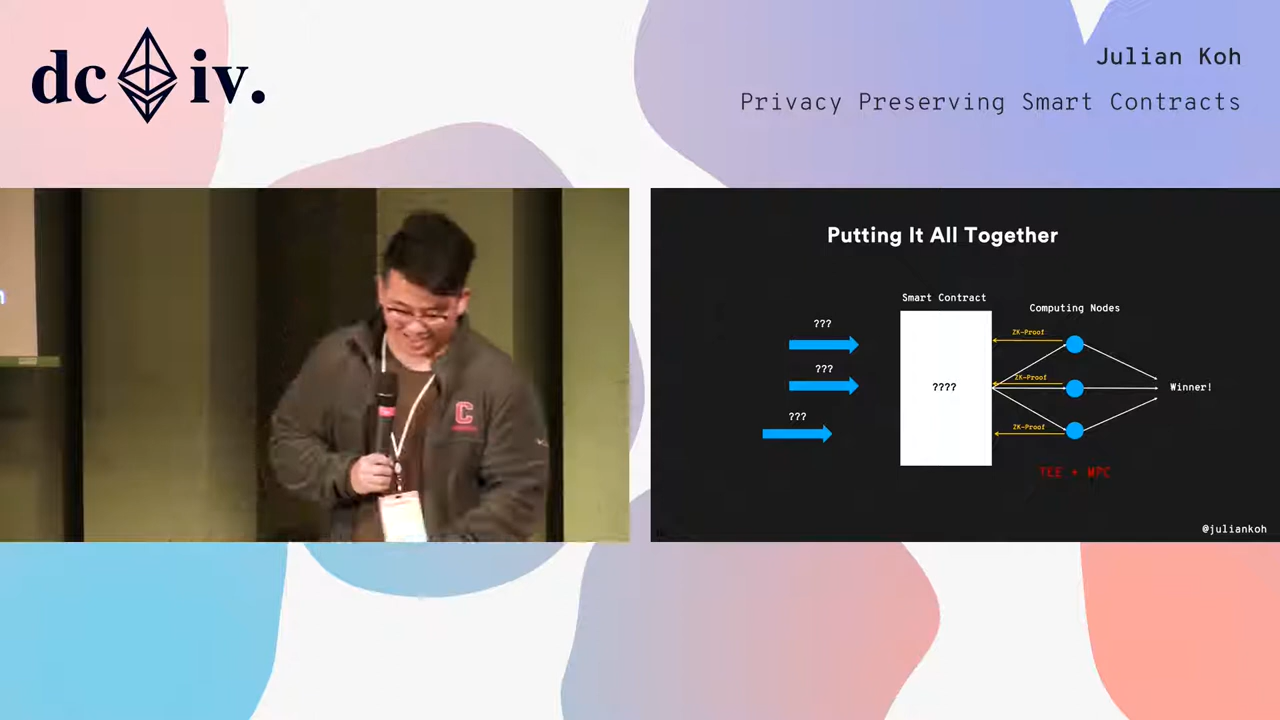 dc iv.
Julian Koh
Privacy Preserving Smart Contracts
Putting It All Together
Smart Contract
Computing Nodes
???
???
???
????
ZK-Proof
ZK-Proof
ZK-Proof
Winner!
TEE + MPC
@juliankoh
C